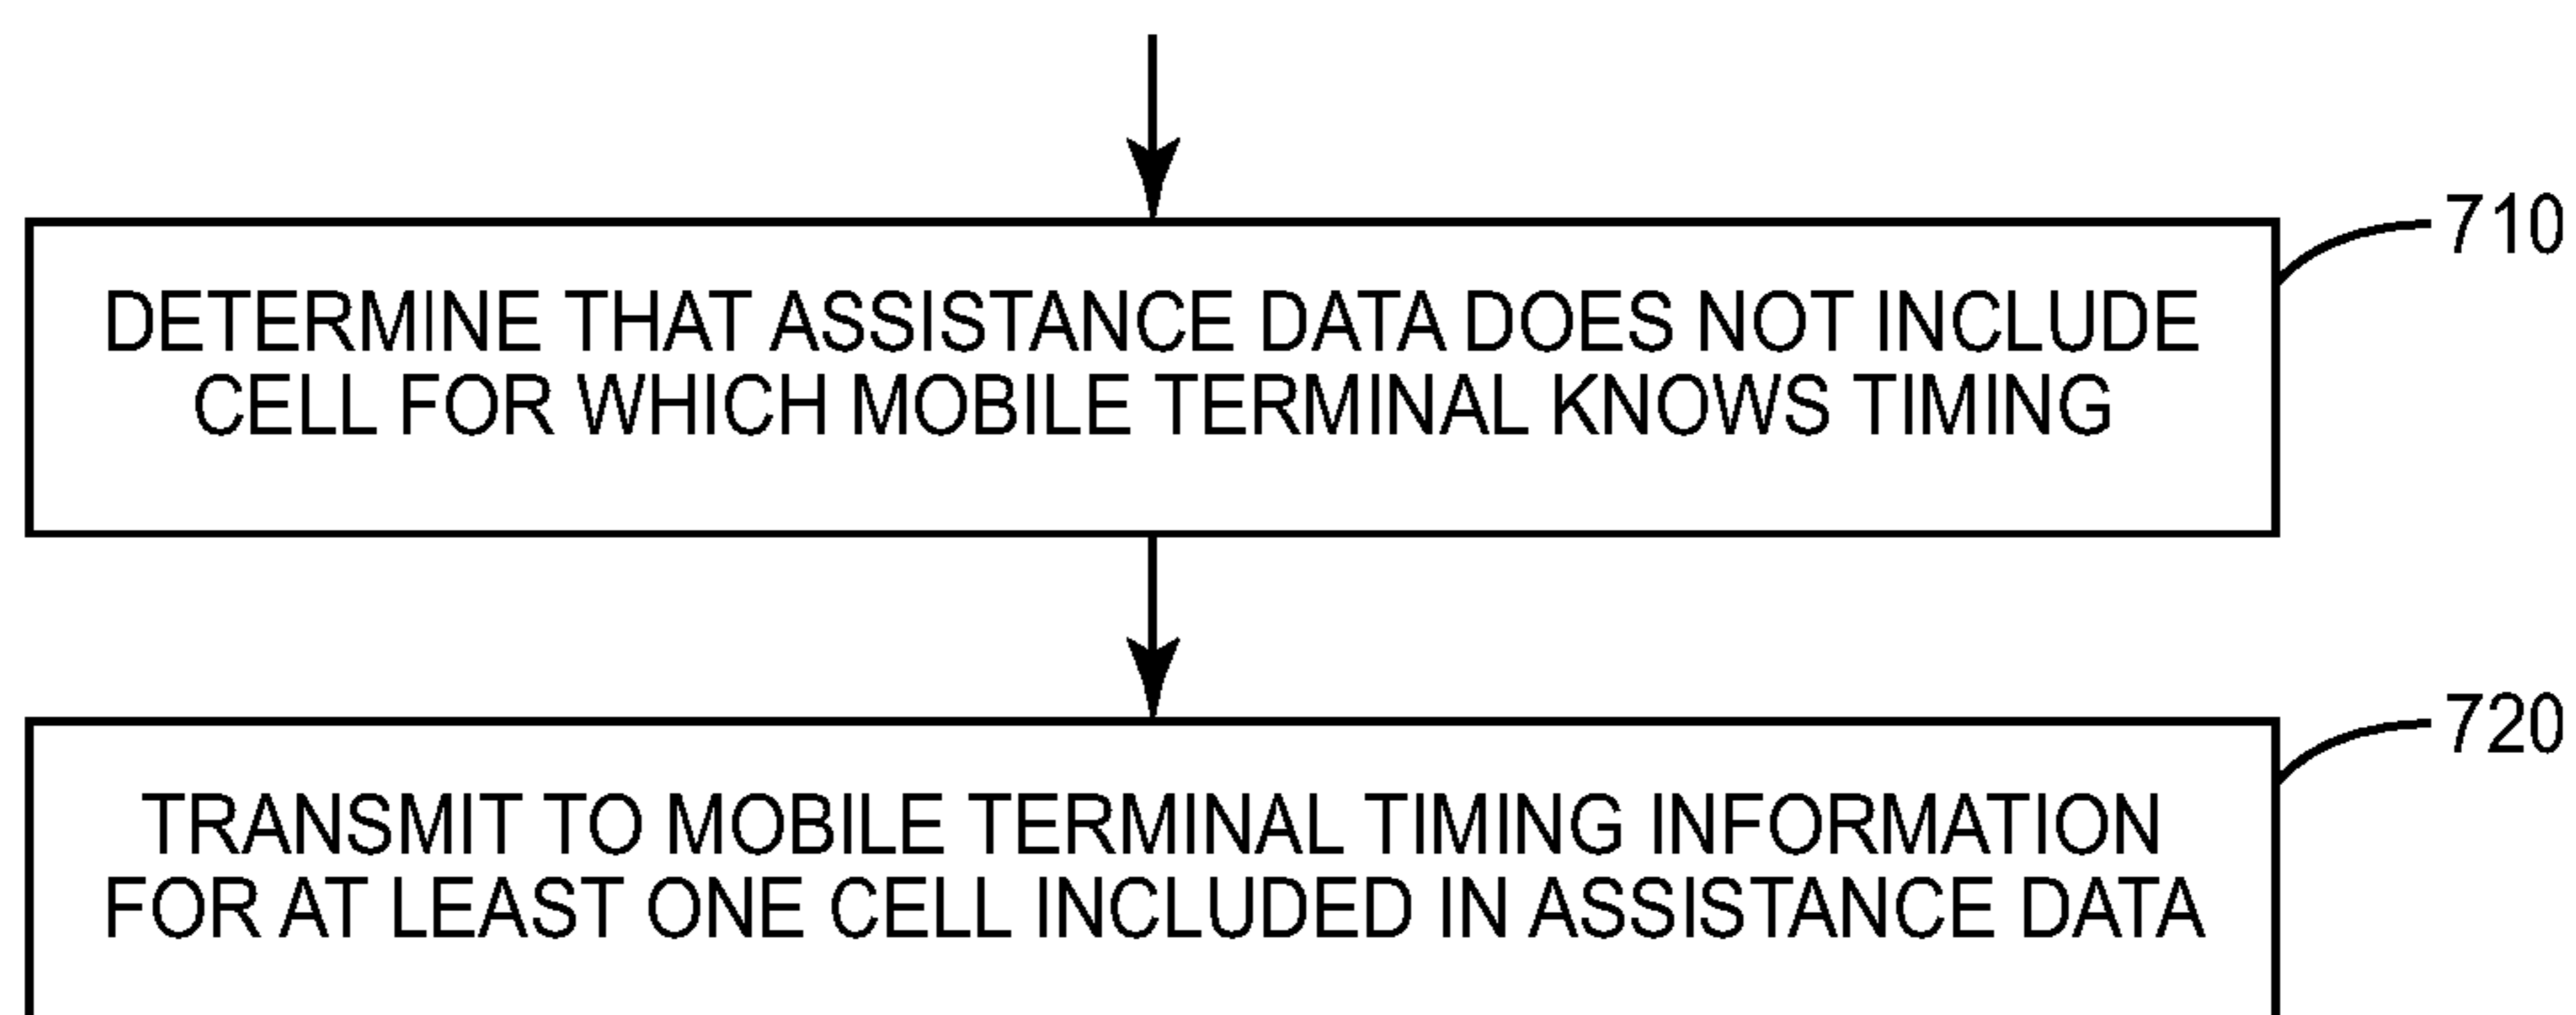 710
DETERMINE THAT ASSISTANCE DATA DOES NOT INCLUDE
CELL FOR WHICH MOBILE TERMINAL KNOWS TIMING
720
TRANSMIT TO MOBILE TERMINAL TIMING INFORMATION
FOR AT LEAST ONE CELL INCLUDED IN ASSISTANCE DATA